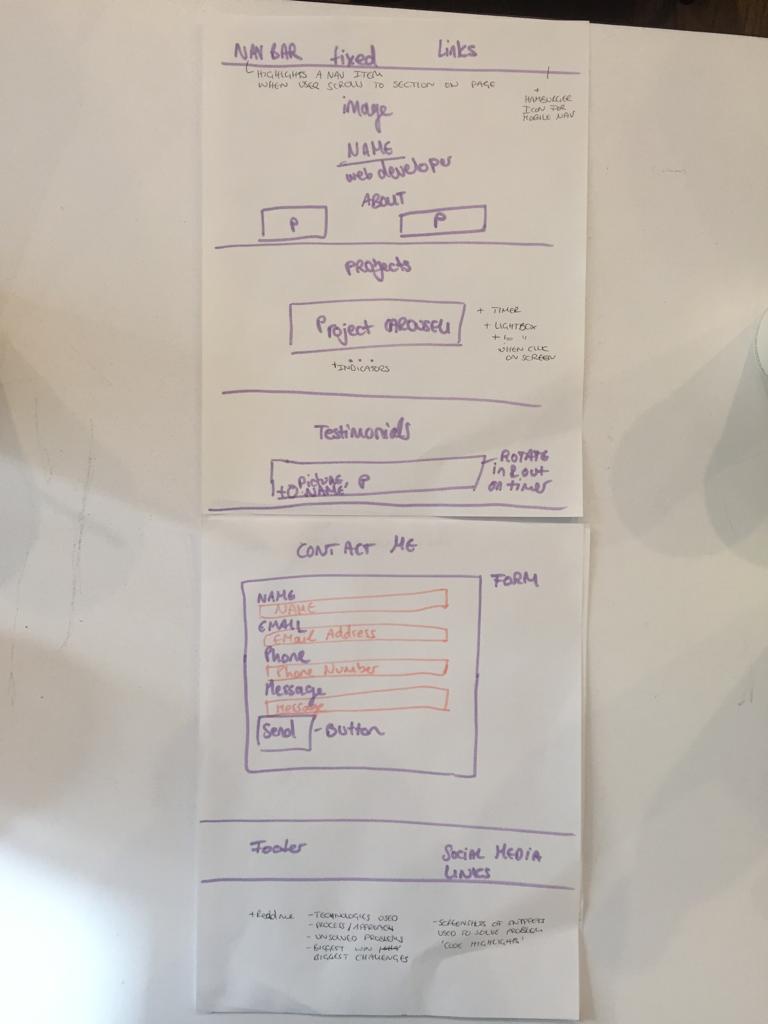 NAV BAR fixed Links
HIGHLIGHTS A NAV ITEM
WHEN USER SCROLL TO SECTION ON PAGE
+
HAMBURGER
ICON FOR
MOBILE NAV
image
NAME
web developer
ABOUT
P P
PROjects
Project CAROUSEL
+ TIMER
+ LIGHTBOX
WHEN CLICK
ON SCREEN
+INDICATORS
Testimonials
Picture, P
NAME
ROTATE
in & out
on timer
CONTACT ME
FORM
NAME
NAME
EMAIL
EMail Address
Phone
Phone Number
Message
Message
Send - Button
Footer
SOCIAL MEDIA
LINKS
+ Readme
- TECHNOLOGIES USED
- PROCESS/APPROACH
- UNSOLVED PROBLEMS
- BIGGEST WIN
BIGGEST CHALLENGES
- SCREENSHOTS OF SNIPPETS
USED TO SOLVE PROBLEM
'CODE HIGHLIGHTS'